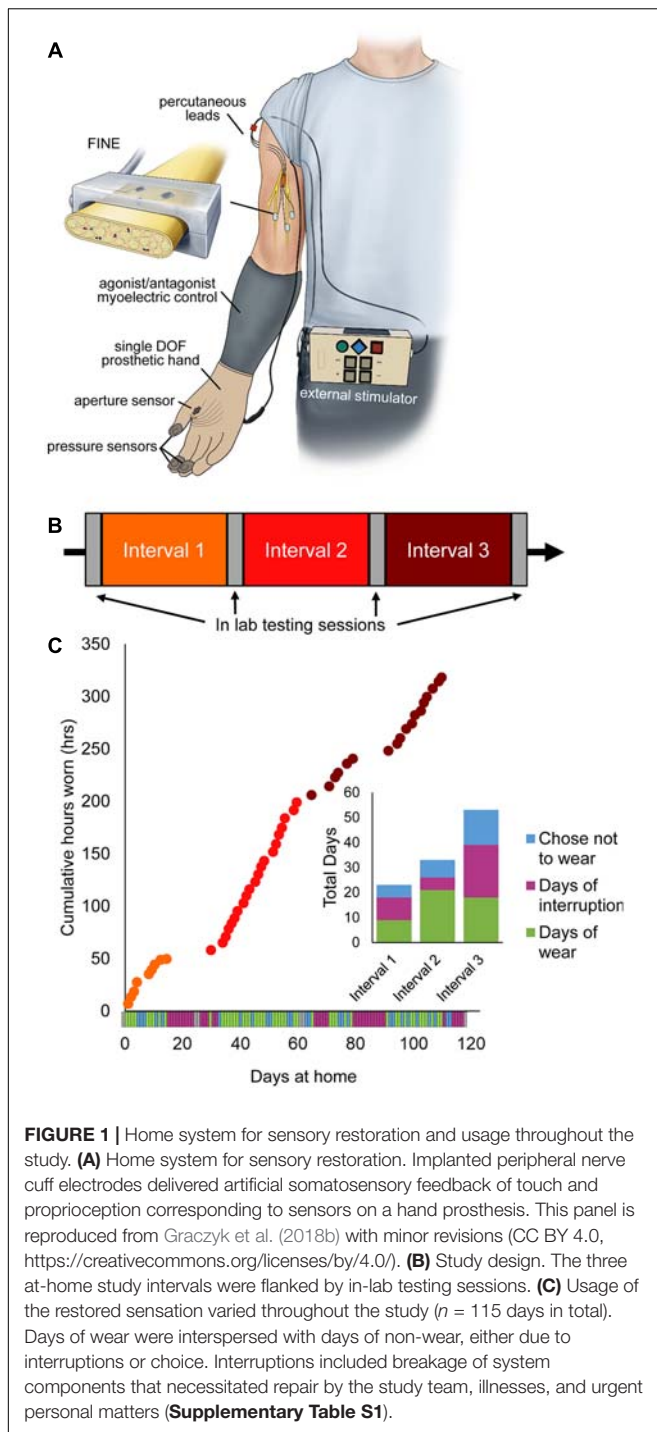 A
percutaneous
leads
FINE
agonist/antagonist
myoelectric control
single DOF
prosthetic hand
aperture sensor
pressure sensors
external stimulator
B
Interval 1
Interval 2
Interval 3
In lab testing sessions
C
Cumulative hours worn (hrs)
350
300
250
200
150
100
50
0
0
20
40
60
80
100
120
Days at home
Total Days
60
50
40
30
20
10
0
Interval 1
Interval 2
Interval 3
Chose not
to wear
Days of
interruption
Days of
wear
FIGURE 1 | Home system for sensory restoration and usage throughout the
study. (A) Home system for sensory restoration. Implanted peripheral nerve
cuff electrodes delivered artificial somatosensory feedback of touch and
proprioception corresponding to sensors on a hand prosthesis. This panel is
reproduced from Graczyk et al. (2018b) with minor revisions (CC BY 4.0,
https://creativecommons.org/licenses/by/4.0/). (B) Study design. The three
at-home study intervals were flanked by in-lab testing sessions. (C) Usage of
the restored sensation varied throughout the study (n = 115 days in total).
Days of wear were interspersed with days of non-wear, either due to
interruptions or choice. Interruptions included breakage of system
components that necessitated repair by the study team, illnesses, and urgent
personal matters (Supplementary Table S1).